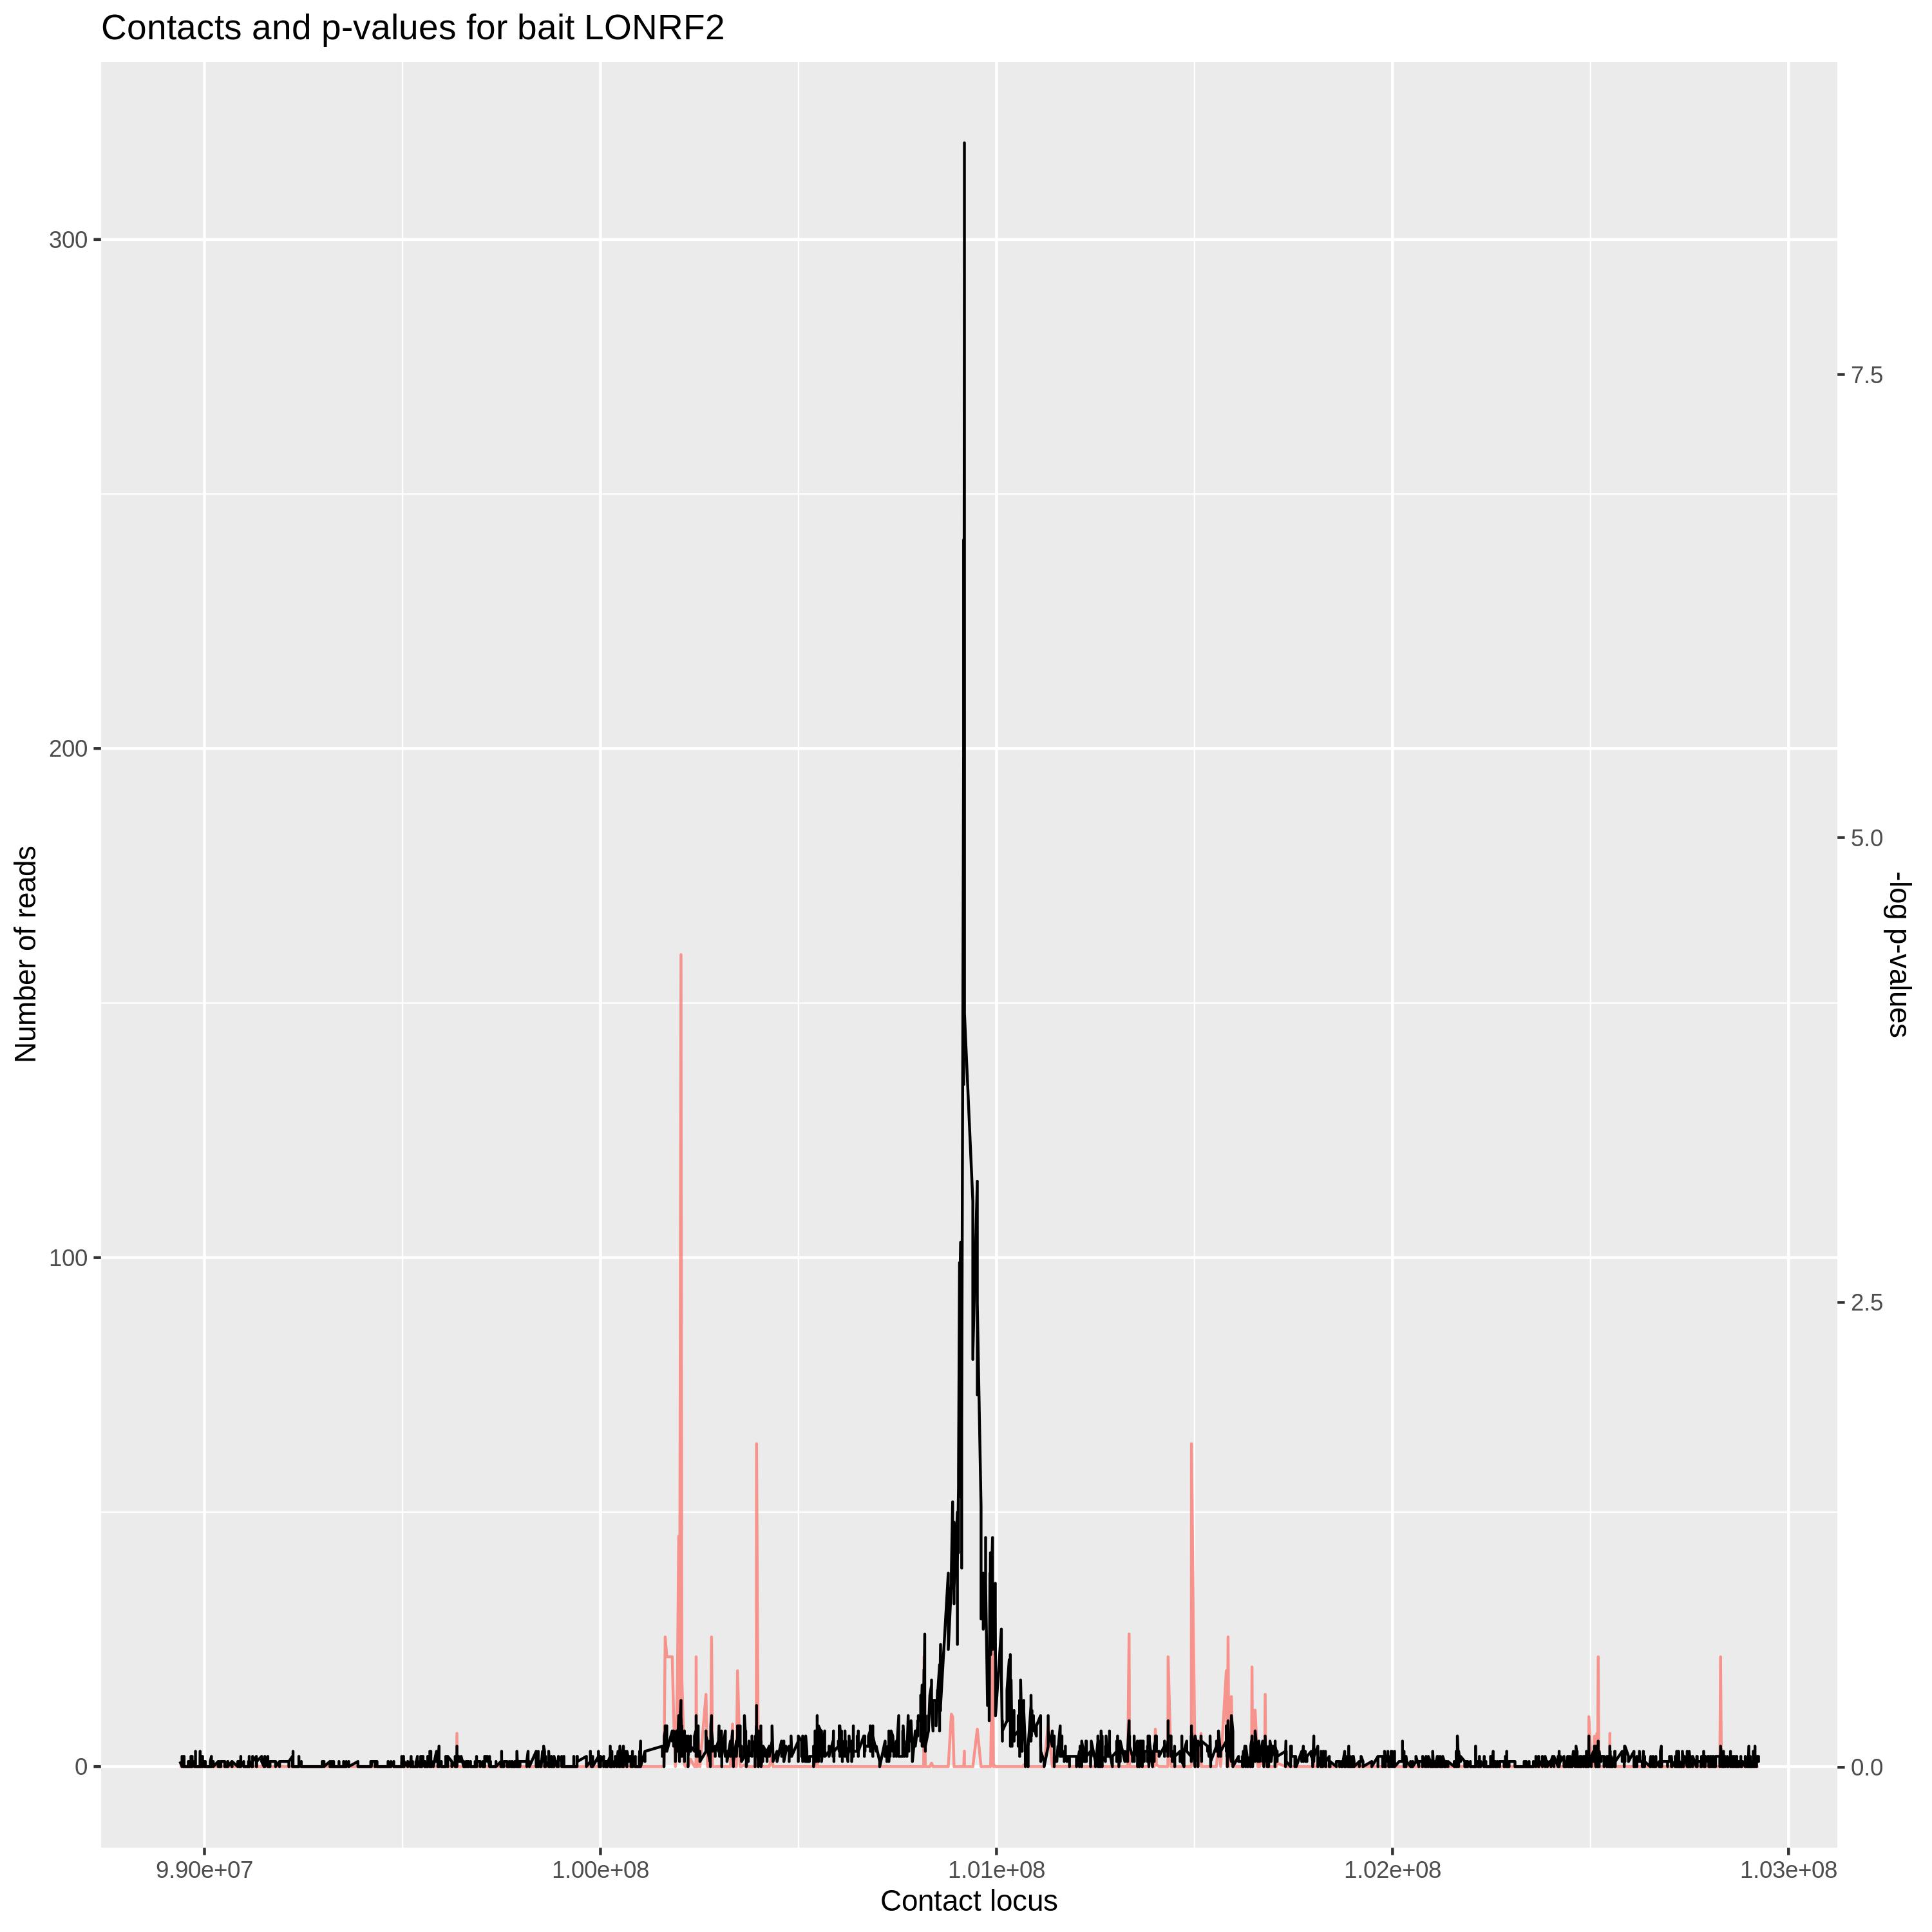 Contacts and p-values for bait LONRF2
300
200
100
0
Number of reads
7.5
5.0
2.5
0.0
-log p-values
9.90e+07 1.00e+08 1.01e+08 1.02e+08 1.03e+08
Contact locus